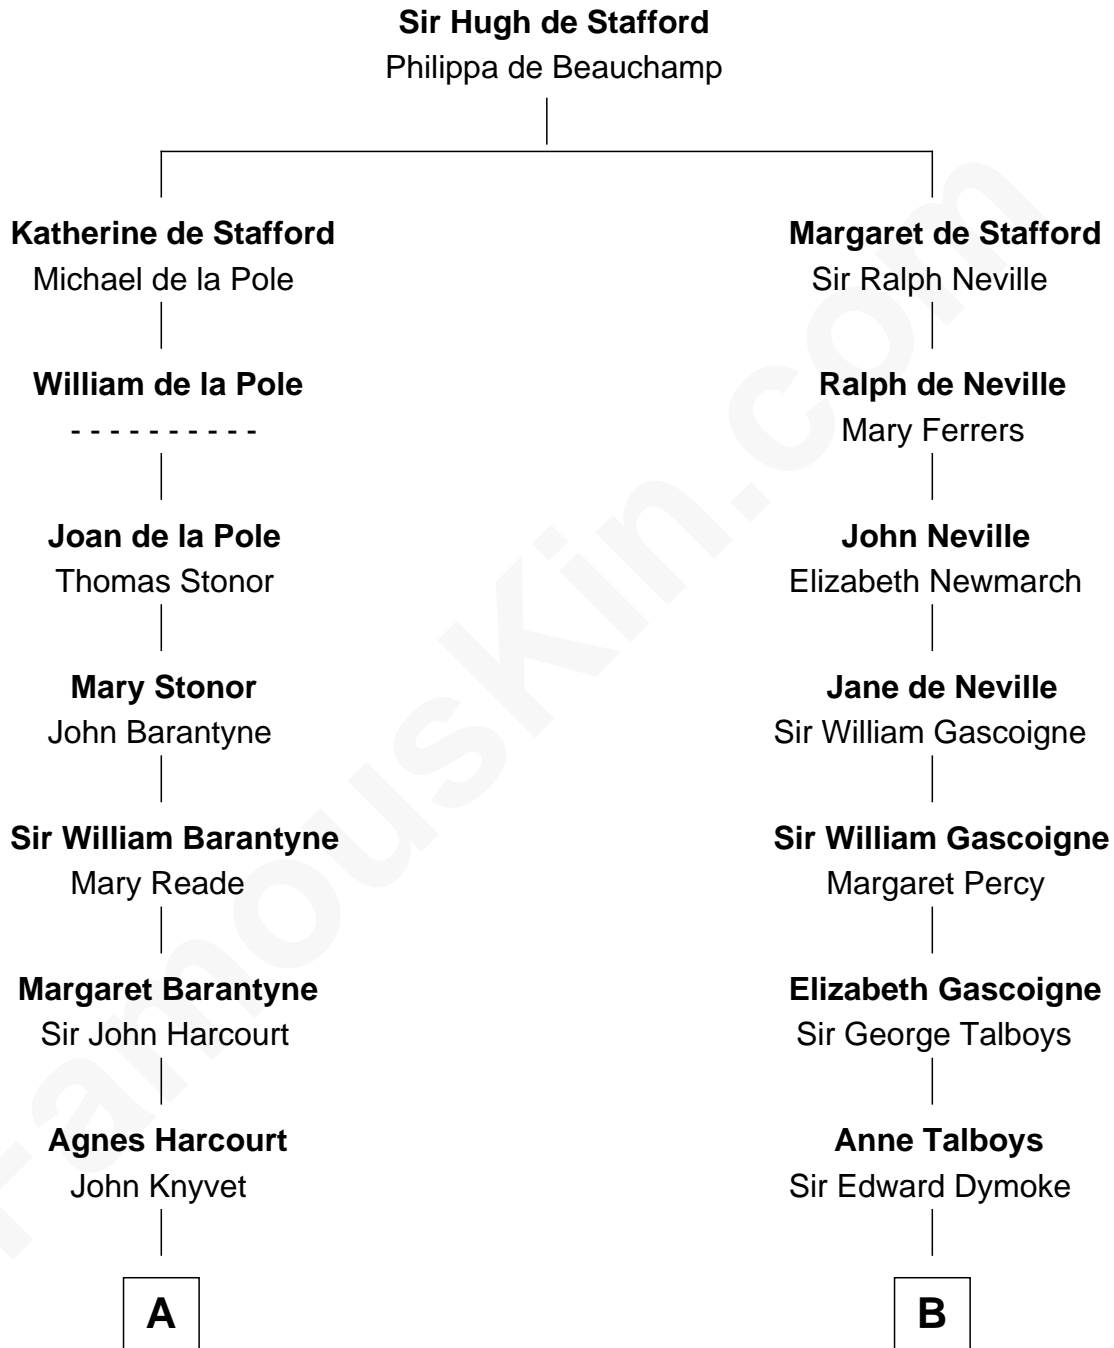 Sir Hugh de Stafford
Philippa de Beauchamp
Katherine de Stafford
Michael de la Pole
Margaret de Stafford
Sir Ralph Neville
William de la Pole
- - - - - - - - - -
Ralph de Neville
Mary Ferrers
Joan de la Pole
Thomas Stonor
John Neville
Elizabeth Newmarch
Mary Stonor
John Barantyne
Jane de Neville
Sir William Gascoigne
Sir William Barantyne
Mary Reade
Sir William Gascoigne
Margaret Percy
Margaret Barantyne
Sir John Harcourt
Elizabeth Gascoigne
Sir George Talboys
Agnes Harcourt
John Knyvet
Anne Talboys
Sir Edward Dymoke
A
B
FamousKin.com